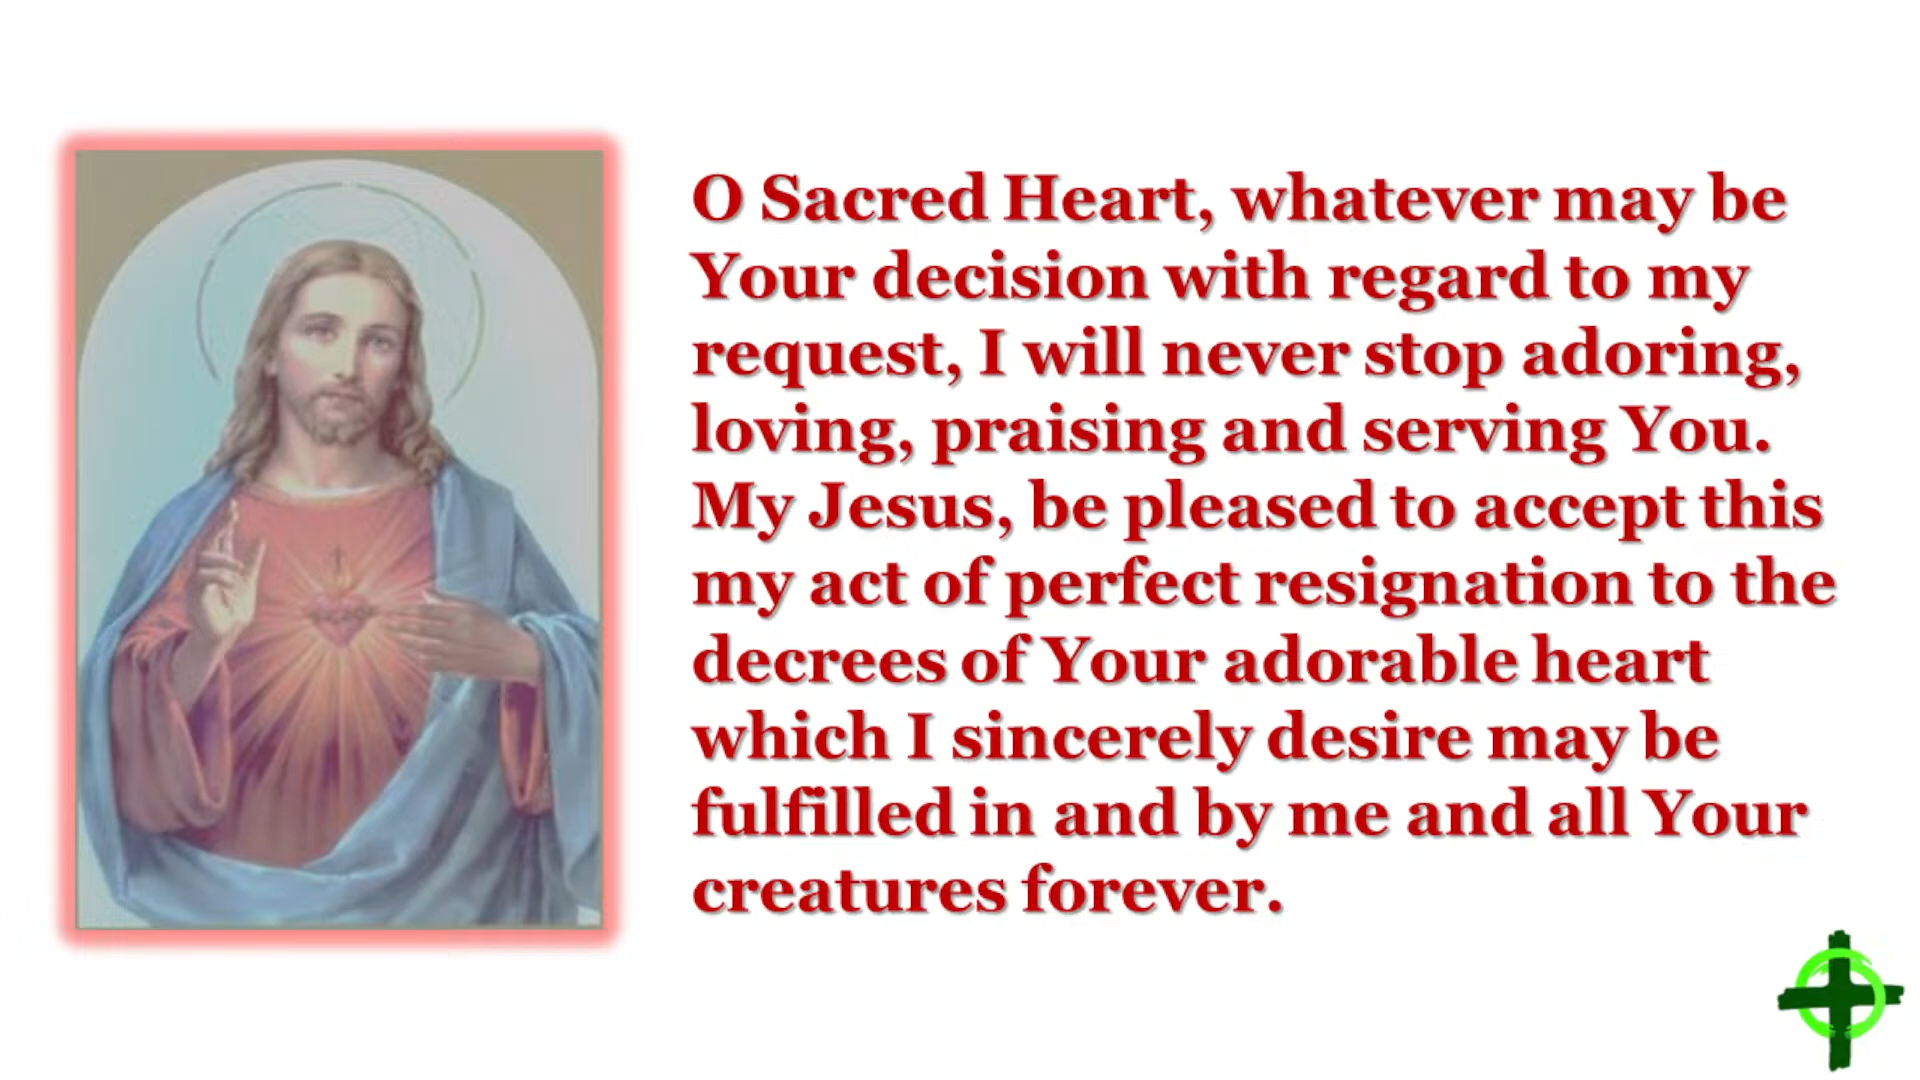 O Sacred Heart, whatever may be
Your decision with regard to my
request, I will never stop adoring,
loving, praising and serving You.
My Jesus, be pleased to accept this
my act of perfect resignation to the
decrees of Your adorable heart
which I sincerely desire may be
fulfilled in and by me and all Your
creatures forever.